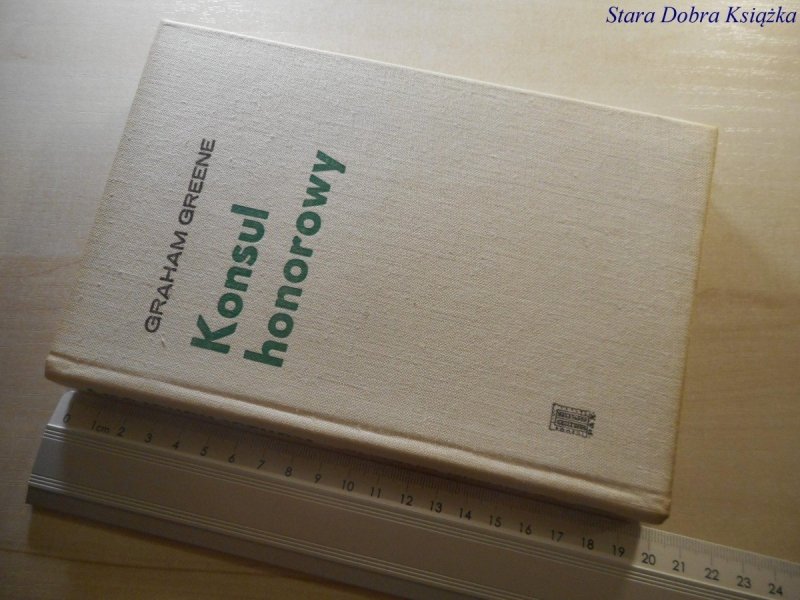 Stara Dobra Książka
GRAHAM GREENE
Konsul
honorowy
0 1cm 2 3 4 5 6 7 8 9 10 11 12 13 14 15 16 17 18 19 20 21 22 23 24